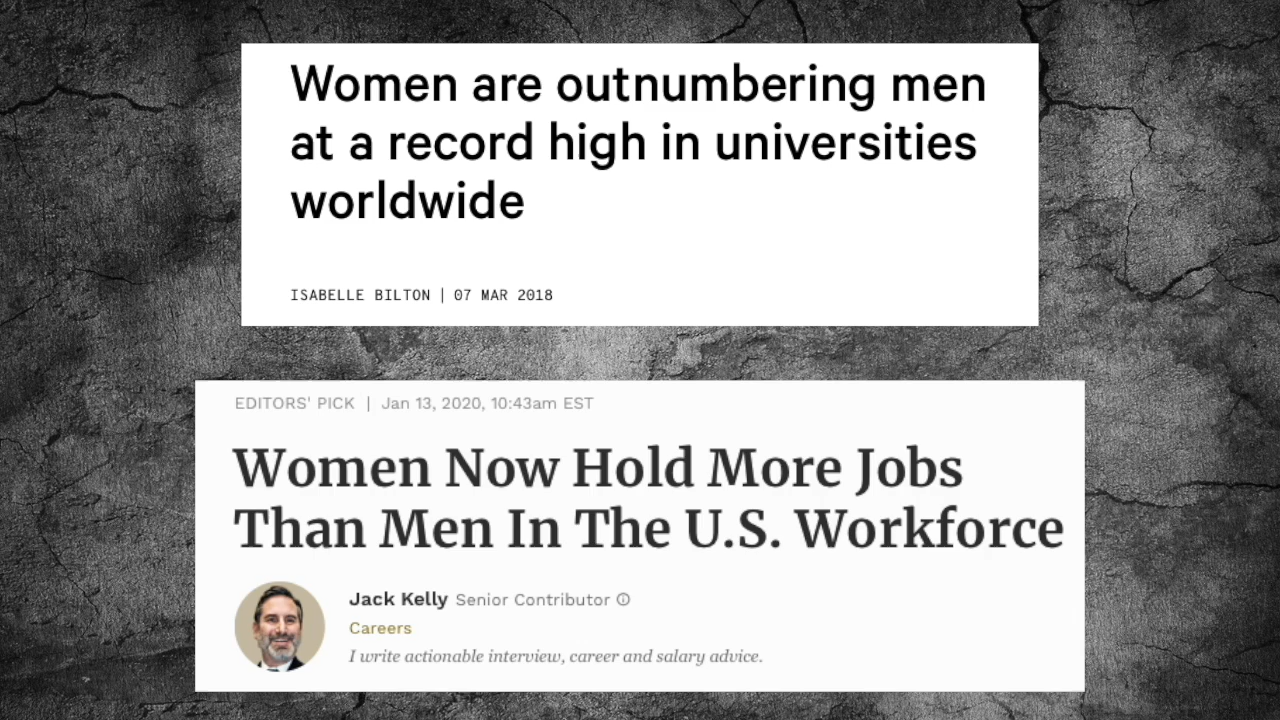 Women are outnumbering men
at a record high in universities
worldwide
ISABELLE BILTON | 07 MAR 2018
EDITORS' PICK | Jan 13, 2020, 10:43am EST
Women Now Hold More Jobs
Than Men In The U.S. Workforce
Jack Kelly Senior Contributor
Careers
I write actionable interview, career and salary advice.